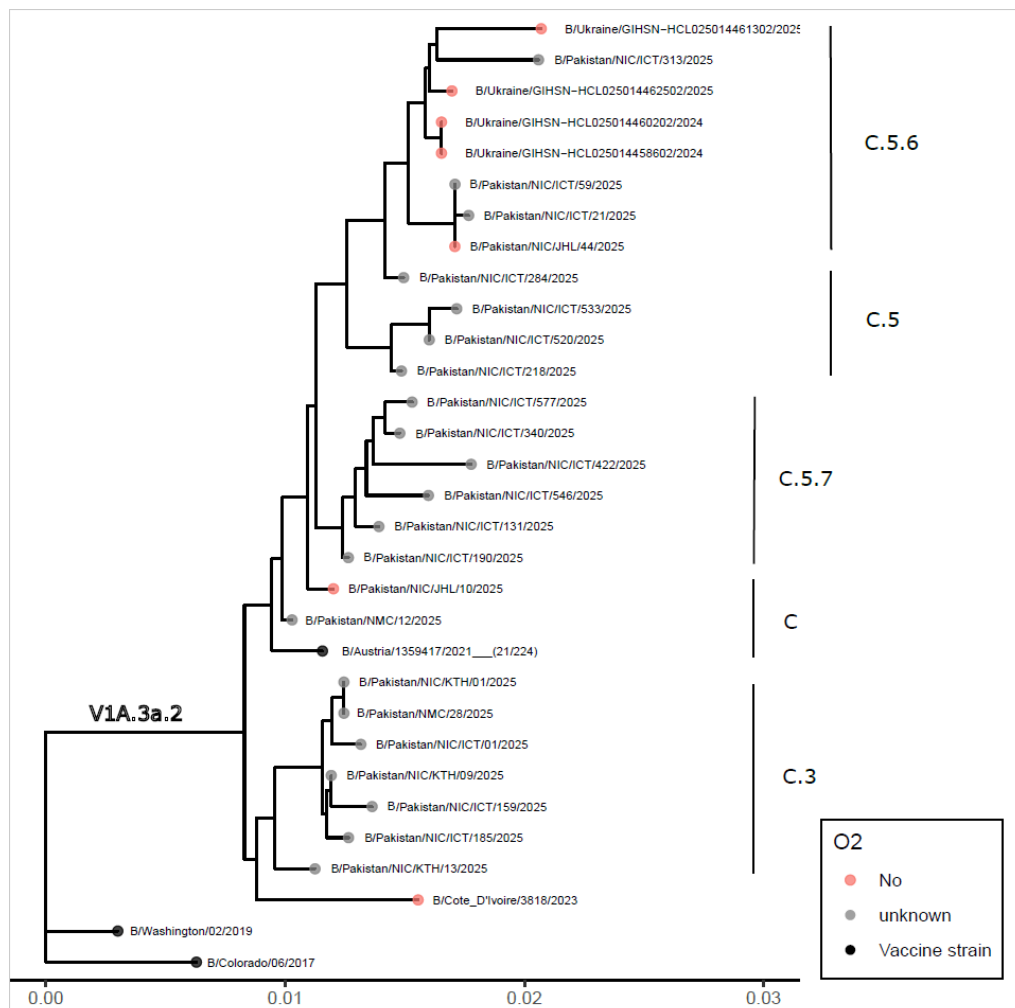 B/Ukraine/GIHSN−HCL025014461302/2025
B/Pakistan/NIC/ICT/313/2025
B/Ukraine/GIHSN−HCL025014462502/2025
B/Ukraine/GIHSN−HCL025014460202/2024
B/Ukraine/GIHSN−HCL025014458602/2024
C.5.6
B/Pakistan/NIC/ICT/59/2025
B/Pakistan/NIC/ICT/21/2025
B/Pakistan/NIC/JHL/44/2025
B/Pakistan/NIC/ICT/284/2025
B/Pakistan/NIC/ICT/533/2025
C.5
B/Pakistan/NIC/ICT/520/2025
B/Pakistan/NIC/ICT/218/2025
B/Pakistan/NIC/ICT/577/2025
B/Pakistan/NIC/ICT/340/2025
B/Pakistan/NIC/ICT/422/2025
C.5.7
B/Pakistan/NIC/ICT/546/2025
B/Pakistan/NIC/ICT/131/2025
B/Pakistan/NIC/ICT/190/2025
B/Pakistan/NIC/JHL/10/2025
B/Pakistan/NMC/12/2025
C
B/Austria/1359417/2021___(21/224)
B/Pakistan/NIC/KTH/01/2025
V1A.3a.2
B/Pakistan/NMC/28/2025
B/Pakistan/NIC/ICT/01/2025
B/Pakistan/NIC/KTH/09/2025
C.3
B/Pakistan/NIC/ICT/159/2025
B/Pakistan/NIC/ICT/185/2025
B/Pakistan/NIC/KTH/13/2025
B/Cote_D'Ivoire/3818/2023
B/Washington/02/2019
B/Colorado/06/2017
O2
No
unknown
Vaccine strain
0.00 0.01 0.02 0.03